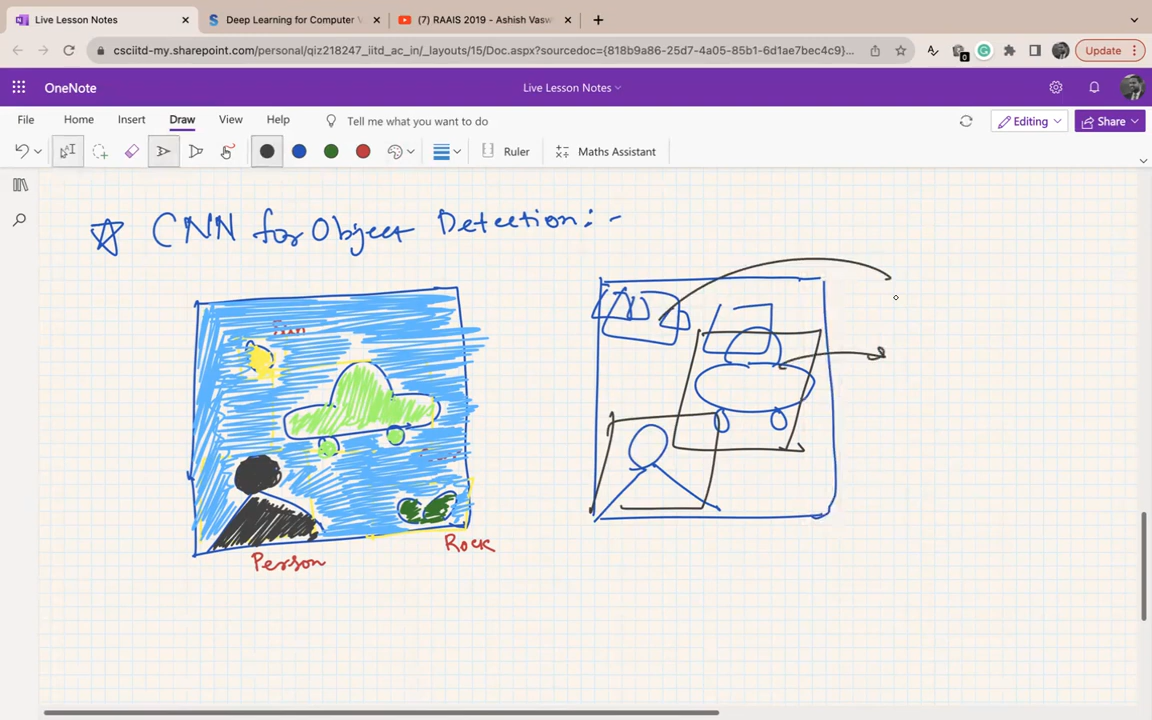 Live Lesson Notes
Deep Learning for Computer V
(7) RAAIS 2019 - Ashish Vasw
csciitd-my.sharepoint.com/personal/qiz218247_iitd_ac_in/_layouts/15/Doc.aspx?sourcedoc={818b9a86-25d7-4a05-85b1-6d1ae7bec4c9}...
0
Update
OneNote
Live Lesson Notes
File Home Insert Draw View Help Tell me what you want to do
Editing
Share
Ruler
Maths Assistant
CNN for Object Detection:-
Person
Rock